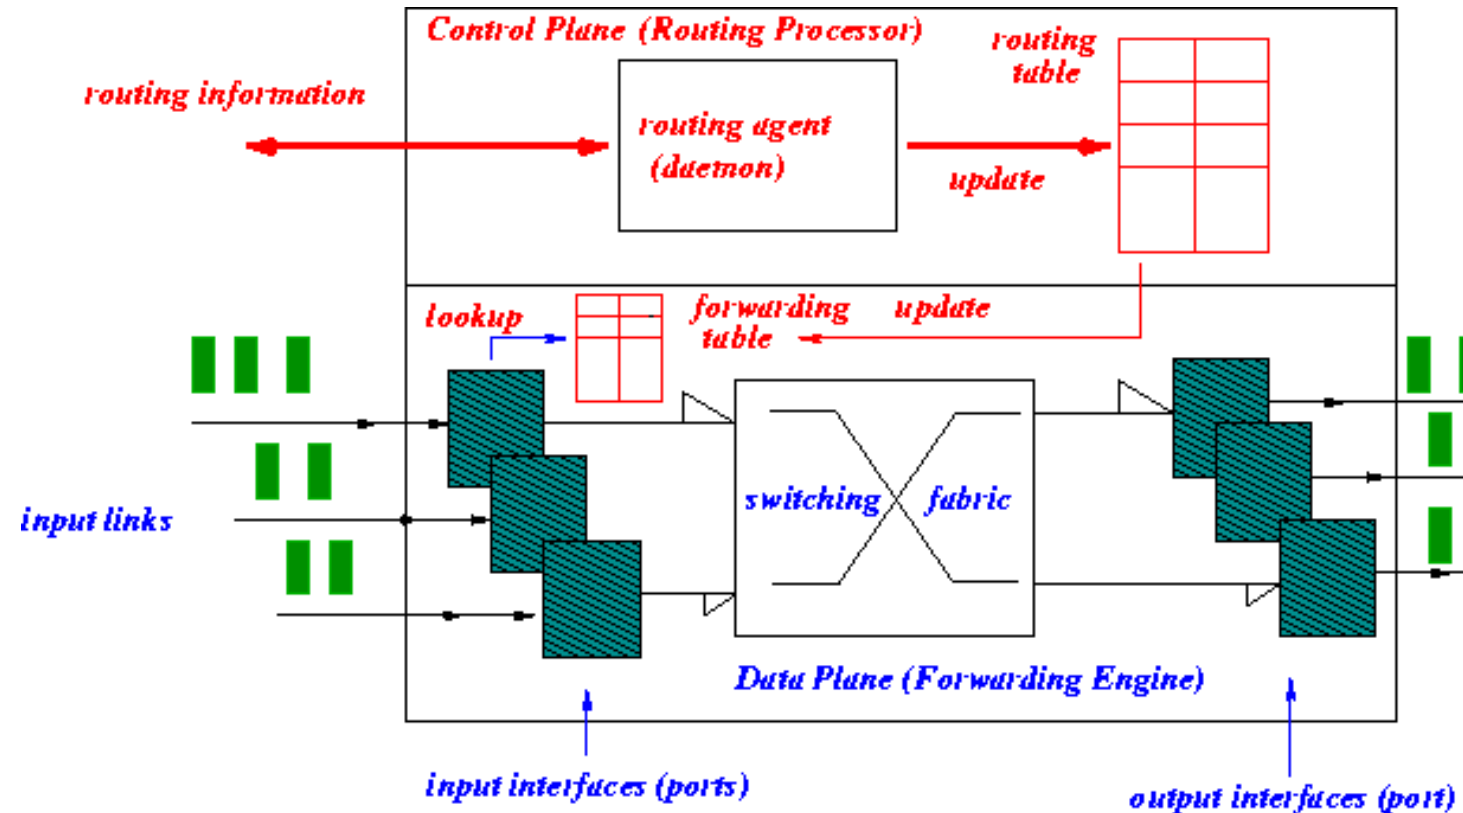 Control Plane (Routing Processor)
routing
table
routing information
routing agent
(daemon)
update
lookup
forwarding
table
update
input links
switching
fabric
Data Plane (Forwarding Engine)
input interfaces (ports)
output interfaces (port)